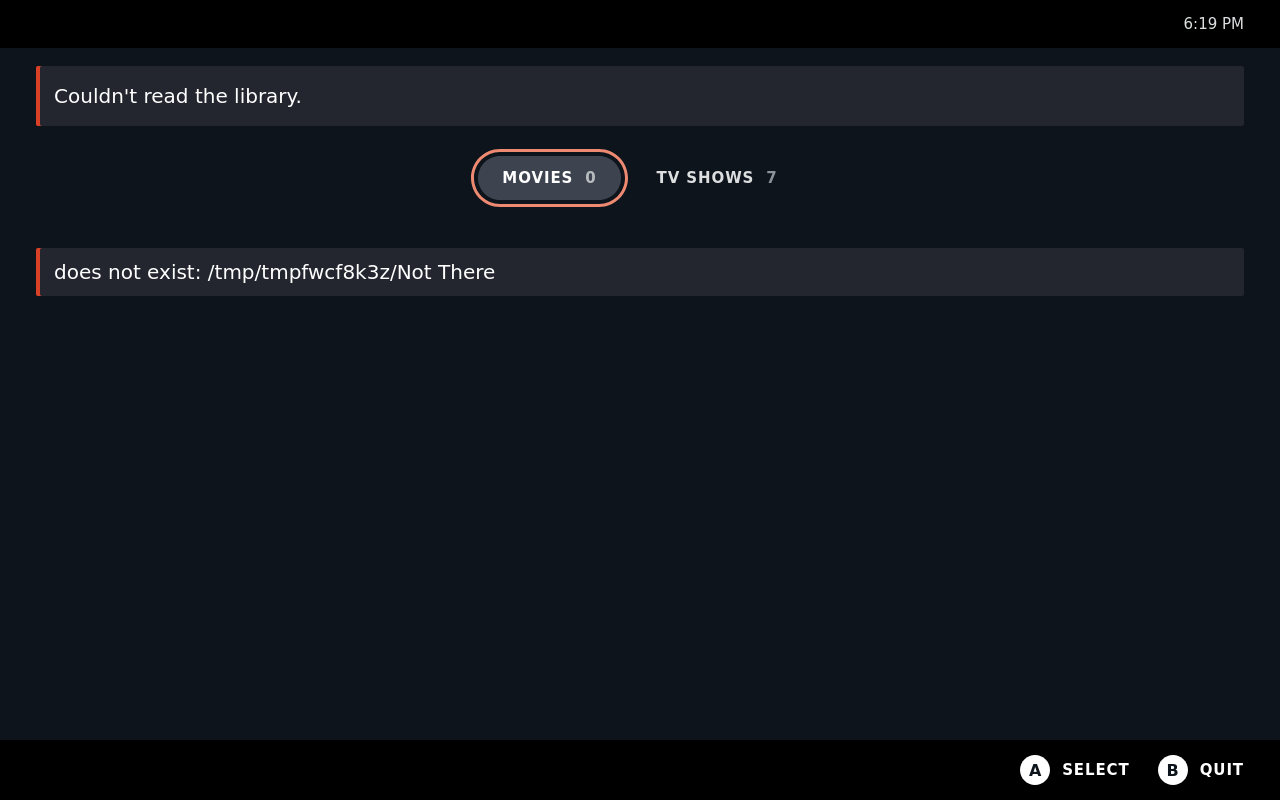 6:19 PM
Couldn't read the library.
MOVIES 0 TV SHOWS 7
does not exist: /tmp/tmpfwcf8k3z/Not There
A SELECT B QUIT